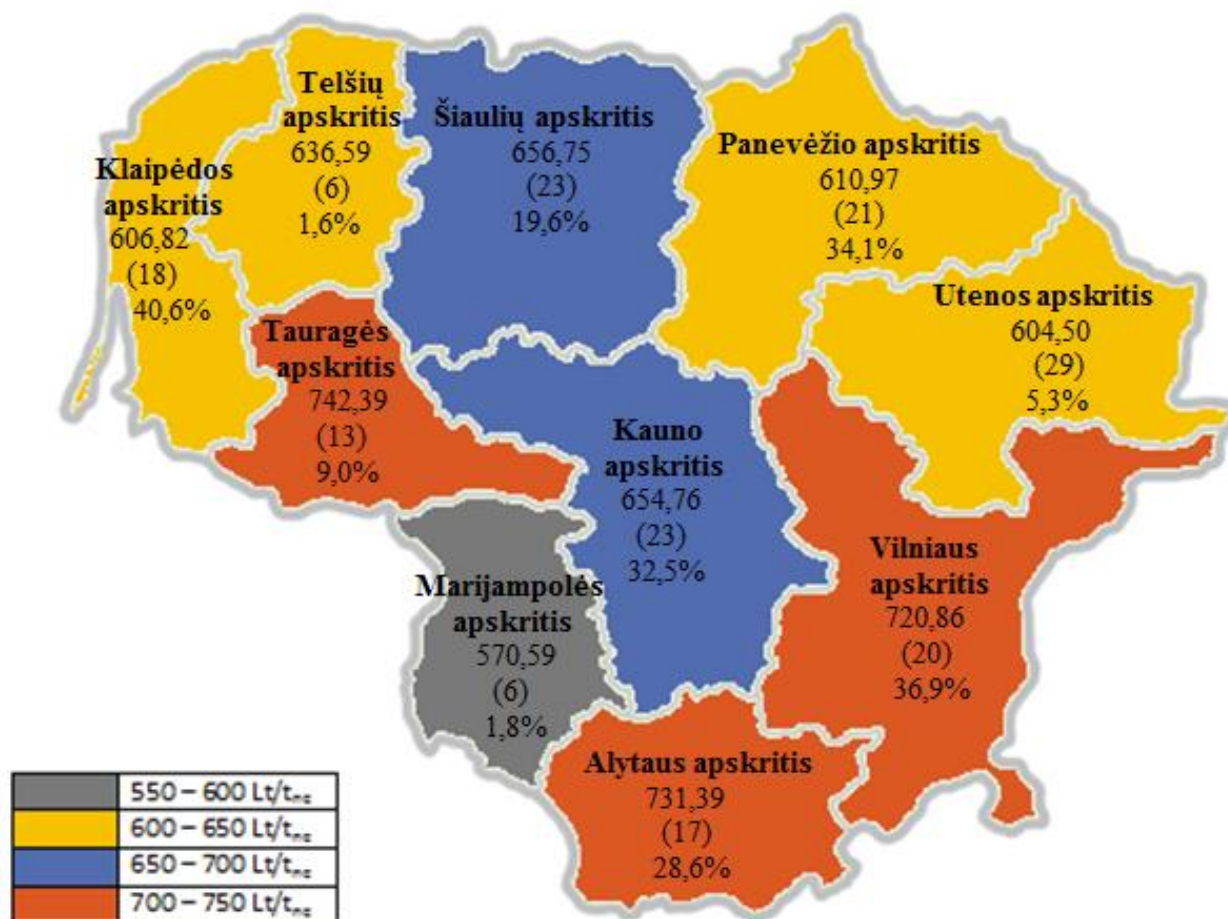 Telšių
apskritis
636,59
(6)
1,6%
Šiaulių apskritis
656,75
(23)
19,6%
Panevėžio apskritis
610,97
(21)
34,1%
Klaipėdos
apskritis
606,82
(18)
40,6%
Utenos apskritis
604,50
(29)
5,3%
Tauragės
apskritis
742,39
(13)
9,0%
Kauno
apskritis
654,76
(23)
32,5%
Vilniaus
apskritis
720,86
(20)
36,9%
Marijampolės
apskritis
570,59
(6)
1,8%
Alytaus apskritis
731,39
(17)
28,6%
550 – 600 Lt/tₙₑ
600 – 650 Lt/tₙₑ
650 – 700 Lt/tₙₑ
700 – 750 Lt/tₙₑ